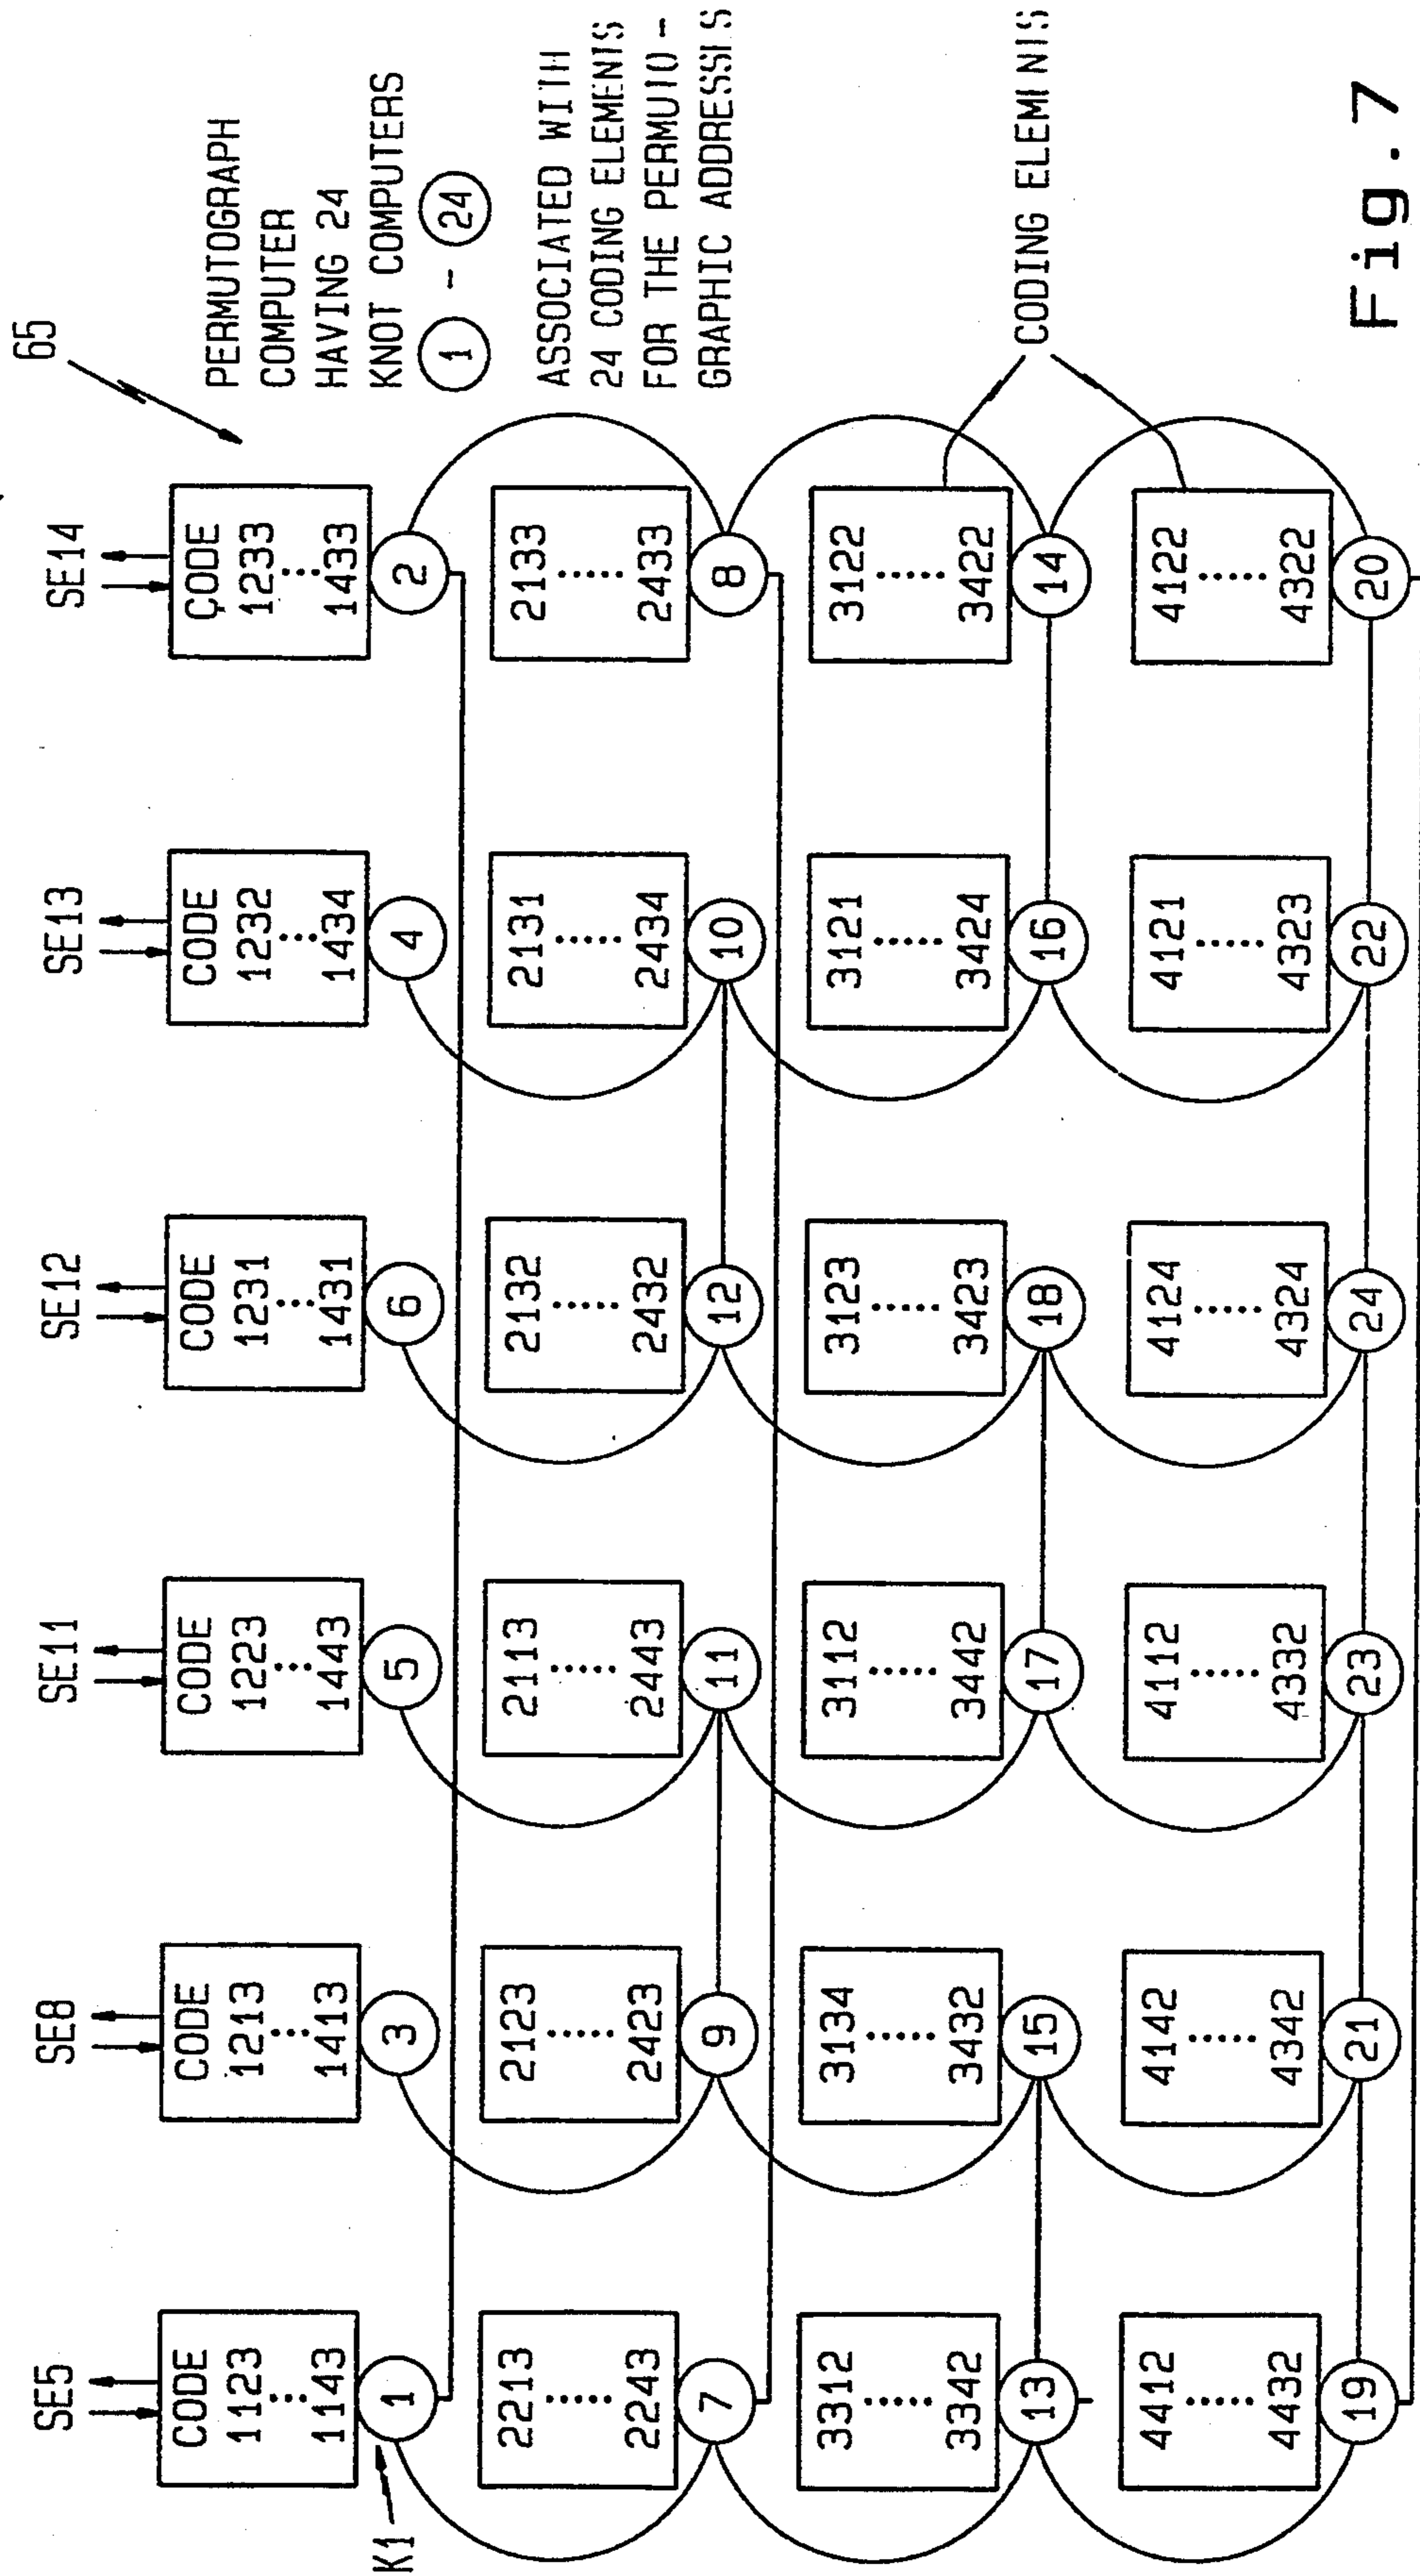 65
PERMUTOGRAPH
COMPUTER
HAVING 24
KNOT COMPUTERS
1 - 24
ASSOCIATED WITH
24 CODING ELEMENTS
FOR THE PERMUTO-
GRAPHIC ADDRESSES
SE5 SE8 SE11 SE12 SE13 SE14
CODE CODE CODE CODE CODE CODE
1123 1213 1223 1231 1232 1233
1143 1413 1443 1431 1434 1433
K1
1 3 5 6 4 2
2213 2123 2113 2132 2131 2133
2243 2423 2443 2432 2434 2433
7 9 11 12 10 8
3312 3134 3112 3123 3121 3122
3342 3432 3442 3423 3424 3422
13 15 17 18 16 14
CODING ELEMENTS
4412 4142 4112 4124 4121 4122
4432 4342 4332 4324 4323 4322
19 21 23 24 22 20
Fig.7